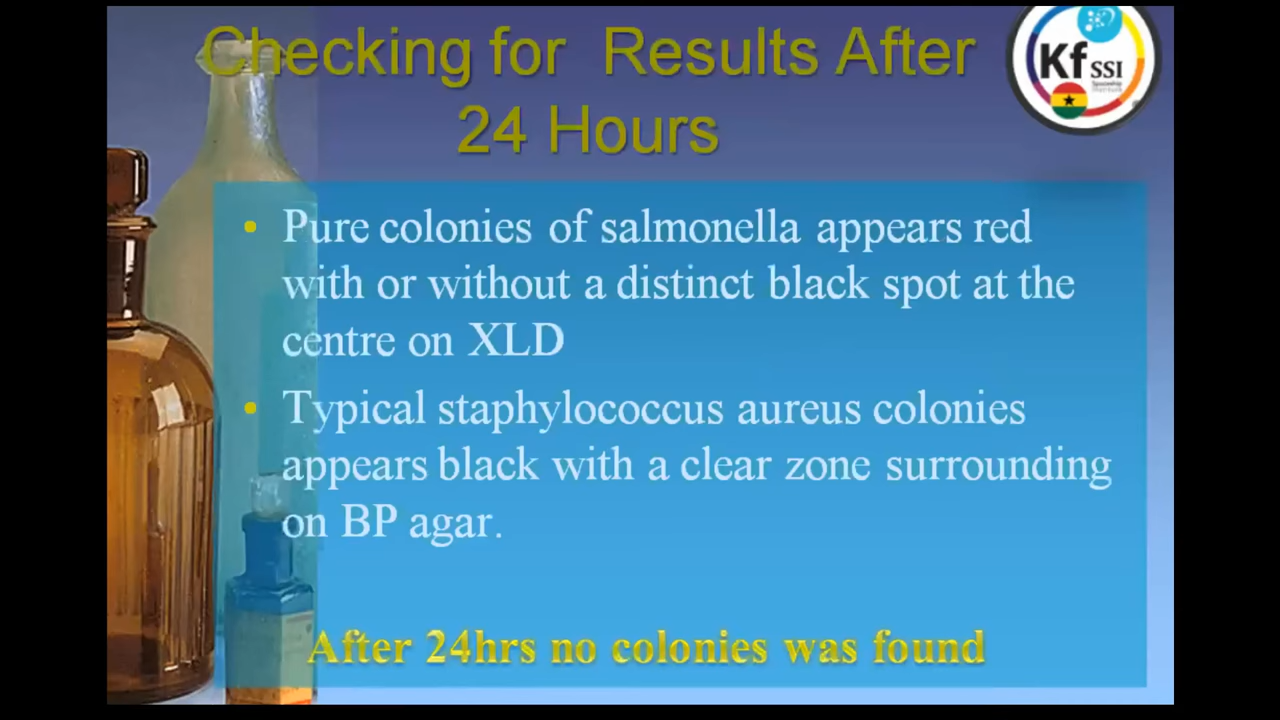 Checking for Results After
24 Hours
Kf SSI
• Pure colonies of salmonella appears red
with or without a distinct black spot at the
centre on XLD
• Typical staphylococcus aureus colonies
appears black with a clear zone surrounding
on BP agar.
After 24hrs no colonies was found